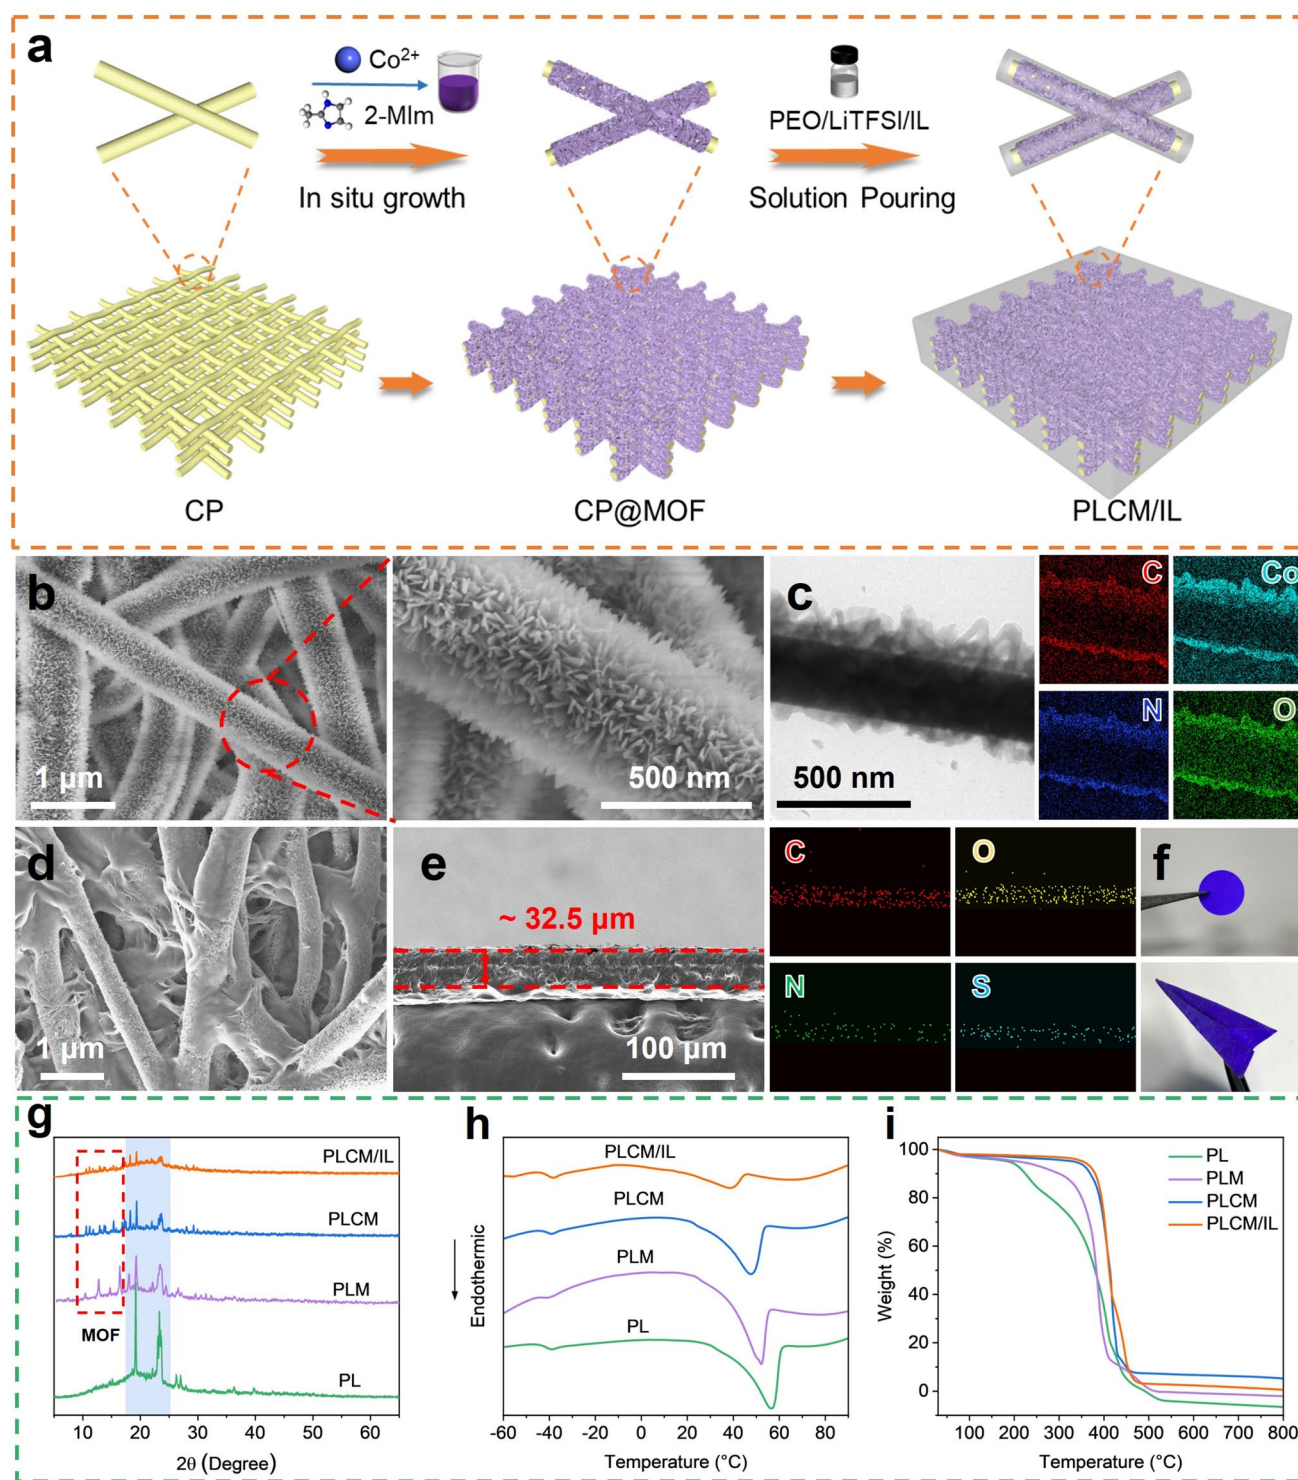 a
Co²⁺
2-MIm
In situ growth
PEO/LiTFSI/IL
Solution Pouring
CP
CP@MOF
PLCM/IL
b
1 µm
500 nm
c
500 nm
C
Co
N
O
d
1 µm
e
~ 32.5 µm
100 µm
C
O
N
S
f
g
PLCM/IL
PLCM
PLM
MOF
PL
10 20 30 40 50 60
2θ (Degree)
h
PLCM/IL
PLCM
PLM
PL
Endothermic
-60 -40 -20 0 20 40 60 80
Temperature (°C)
i
PL
PLM
PLCM
PLCM/IL
100
80
60
40
20
0
Weight (%)
100 200 300 400 500 600 700 800
Temperature (°C)